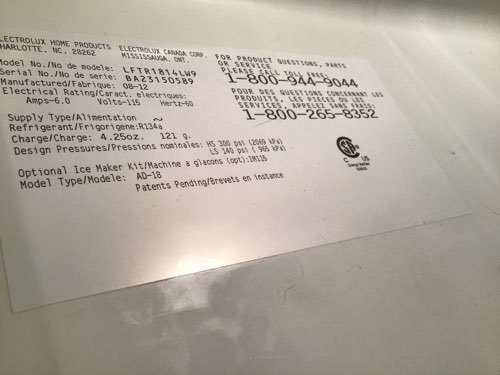 ELECTROLUX HOME PRODUCTS
CHARLOTTE, NC, 28262
ELECTROLUX CANADA CORP.
MISSISSAUGA, ONT.
FOR PRODUCT QUESTIONS, PARTS
OR SERVICE
PLEASE CALL TOLL FREE:
1-800-944-9044
POUR DES QUESTIONS CONCERNANT LES
PRODUITS, LES PIECES OU LES
SERVICES, APPELEZ SANS FRAIS:
1-800-265-8352
Model No./No de modele: LFTR1814LW9
Serial No./No de serie: BA23150589
Manufactured/Fabrique: 08-12
Electrical Rating/Caract. electriques:
Amps-6.0 Volts-115 Hertz-60
Supply Type/Alimentation ~
Refrigerant/Frigorigene:R134a
Charge/Charge: 4.25oz. 121 g.
Design Pressures/Pressions nominales: HS 300 psi (2069 kPa)
LS 140 psi ( 965 kPa)
Optional Ice Maker Kit/Machine a glacons (opt):IM115
Model Type/Modele: AD-18
Patents Pending/Brevets en instance
C US